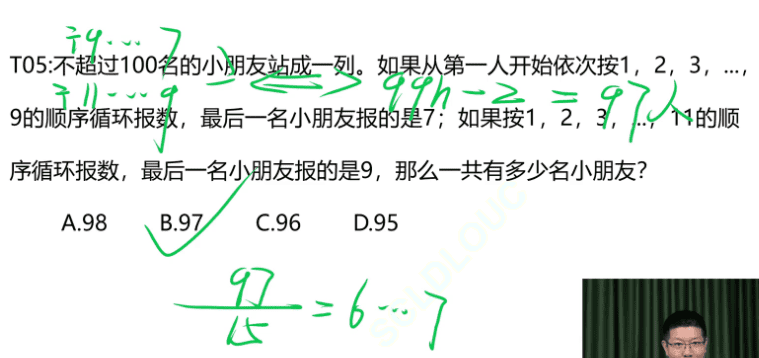 ÷9…7
T05:不超过100名的小朋友站成一列。如果从第一人开始依次按1，2，3，…，
÷11…9 ⟺ 99n-2=97人
9的顺序循环报数，最后一名小朋友报的是7；如果按1，2，3，…，11的顺
序循环报数，最后一名小朋友报的是9，那么一共有多少名小朋友？
A.98 B.97 C.96 D.95
97/15=6…7